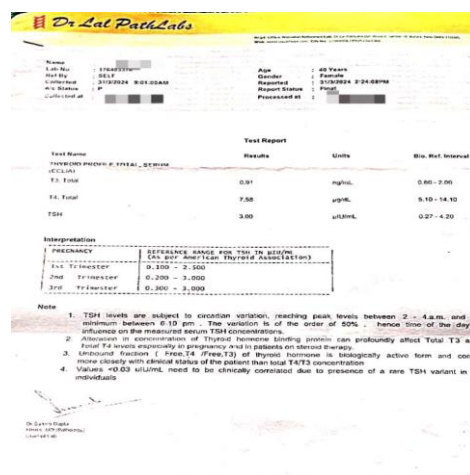 Dr Lal PathLabs
Name :
Lab No :
Ref By : SELF
Collected : 31/3/2024 8:01:00AM
A/c Status : P
Collected at :
Age : 40 Years
Gender : Female
Reported : 31/3/2024 2:24:08PM
Report Status : Final
Processed at :
Test Report
Test Name Results Units Bio. Ref. Interval
THYROID PROFILE, TOTAL, SERUM
(ECLIA)
T3, Total 0.91 ng/mL 0.80 - 2.00
T4, Total 7.58 µg/dL 5.10 - 14.10
TSH 3.00 µIU/mL 0.27 - 4.20
Interpretation
PREGNANCY REFERENCE RANGE FOR TSH IN µIU/mL
(As per American Thyroid Association)
1st Trimester 0.100 - 2.500
2nd Trimester 0.200 - 3.000
3rd Trimester 0.300 - 3.000
Note
1. TSH levels are subject to circadian variation, reaching peak levels between 2 - 4.a.m. and
minimum between 6-10 pm . The variation is of the order of 50% . hence time of the day
influence on the measured serum TSH concentrations.
2. Alteration in concentration of Thyroid hormone binding protein can profoundly affect Total T3 a
Total T4 levels especially in pregnancy and in patients on steroid therapy.
3. Unbound fraction ( Free,T4 /Free,T3) of thyroid hormone is biologically active form and
more closely with clinical status of the patient than total T4/T3 concentration
4. Values <0.03 uIU/mL need to be clinically correlated due to presence of a rare TSH variant in
individuals